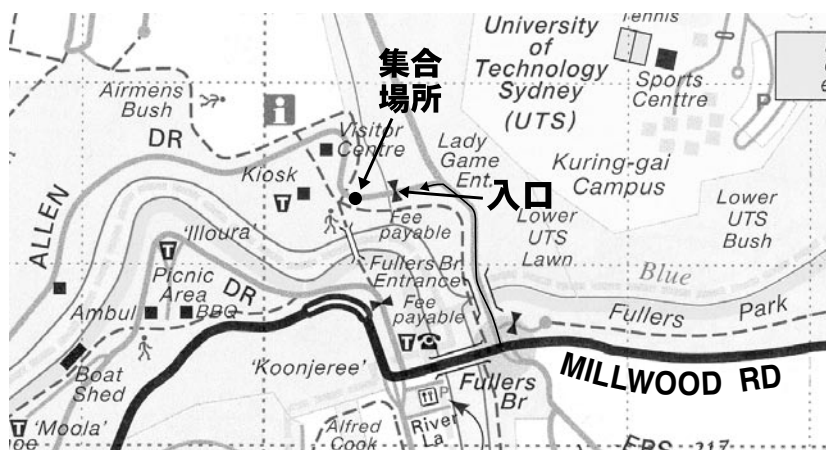 University
of
Technology
Sydney
(UTS)
Tennis
Sports
Centtre
P
Kuring-gai
Campus
Lower
UTS
Bush
集合
場所
Airmens
Bush
i
DR
Visitor
Centre
Lady
Game
Ent.
Kiosk
T
入口
ALLEN
Fee
payable
Lower
UTS
Lawn
'Illoura'
T
Picnic
Area
DR
Fullers Br
Entrance
Fee
payable
Blue
Fullers Park
Ambul
BBQ
T
'Koonjeree'
Boat
Shed
MILLWOOD RD
Fullers
Br
P
T 'Moola'
Alfred
Cook
River
La